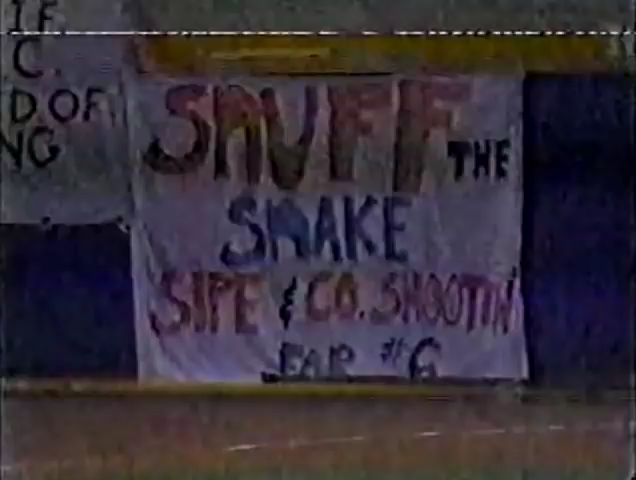 IF
C.
D OF
NG
SNUFF THE
SNAKE
SIPE & CO. SHOOTIN'
FAR #6